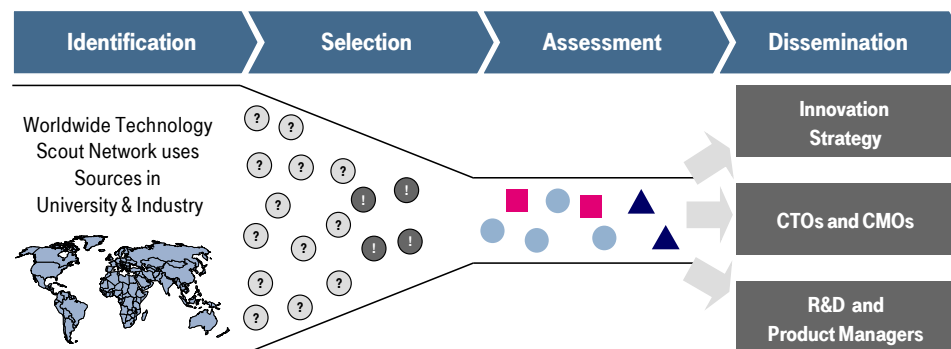 Identification
Selection
Assessment
Dissemination
Worldwide Technology
Scout Network uses
Sources in
University & Industry
?
?
?
?
?
!
!
?
?
?
?
!
!
?
?
?
?
Innovation
Strategy
CTOs and CMOs
R&D and
Product Managers